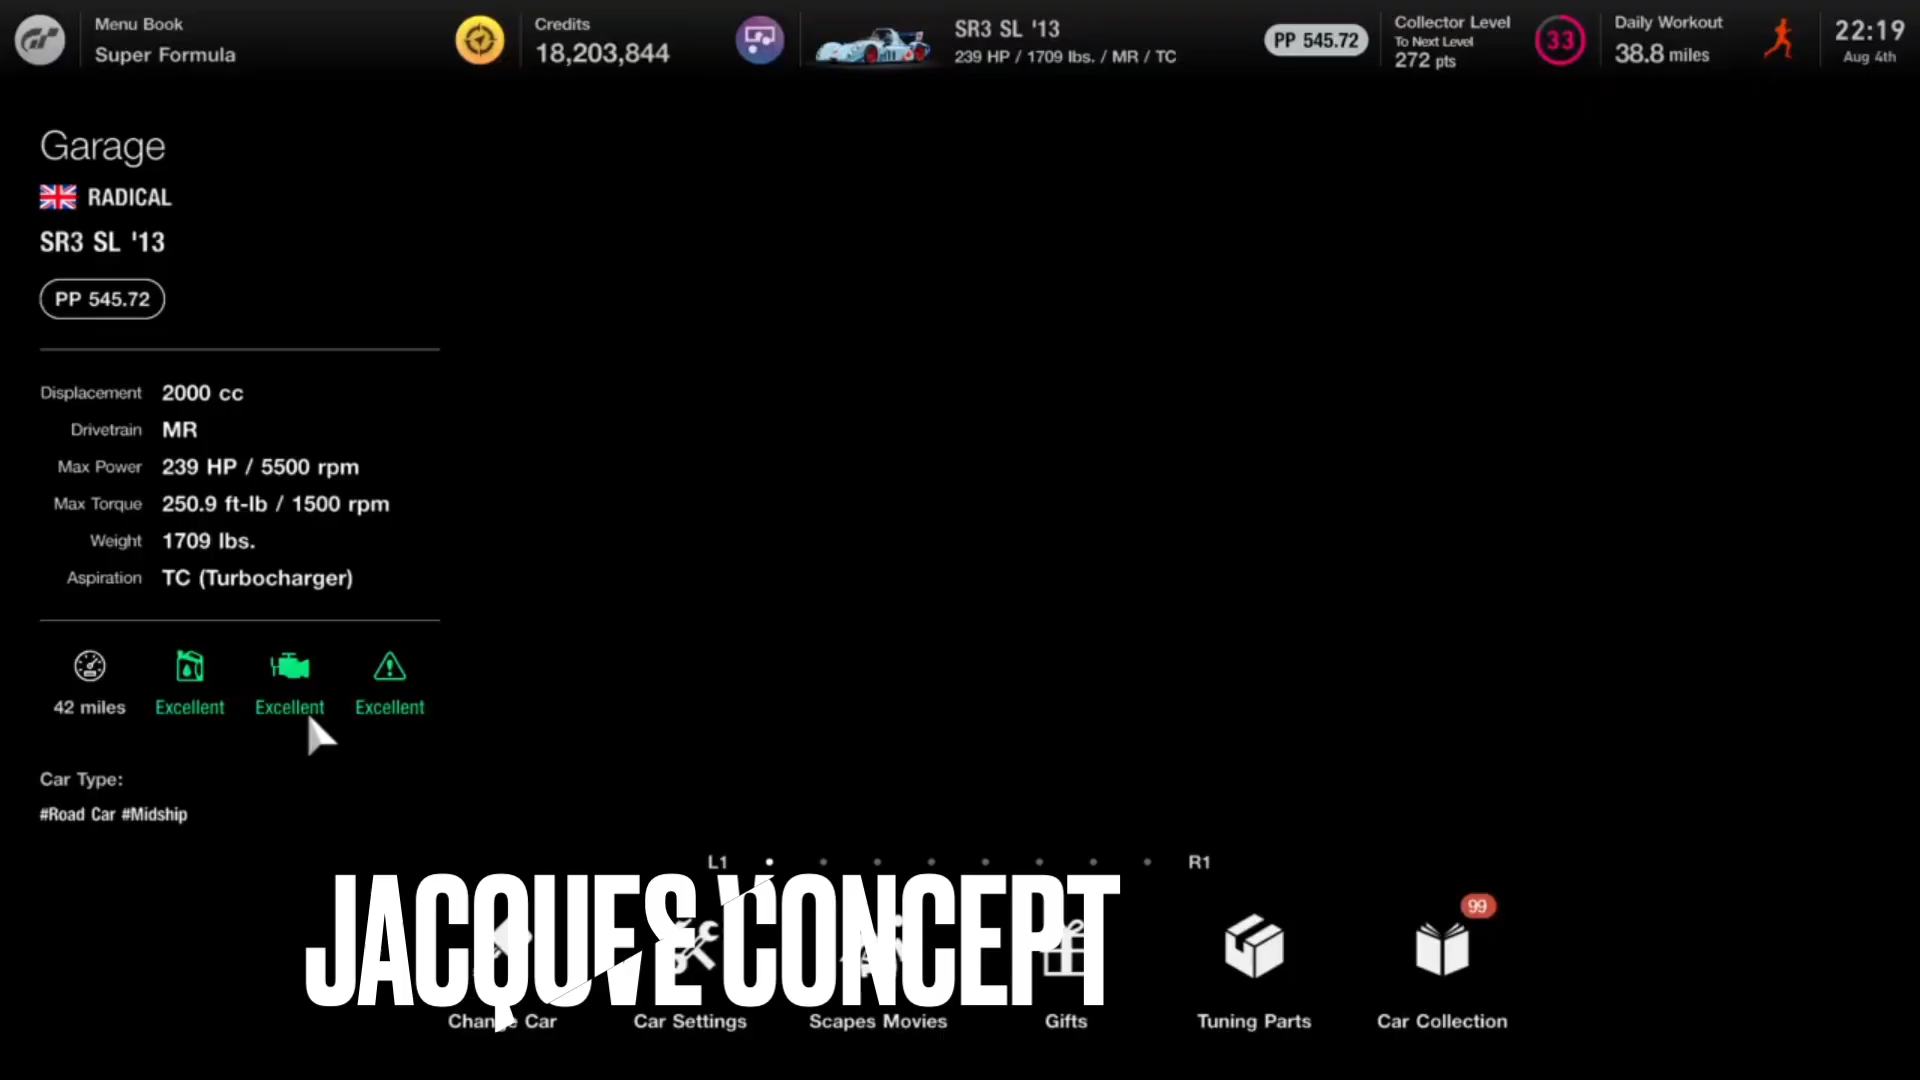 Menu Book
Super Formula
Credits
18,203,844
SR3 SL '13
239 HP / 1709 lbs. / MR / TC
PP 545.72
Collector Level
To Next Level
272 pts
33
Daily Workout
38.8 miles
22:19
Aug 4th
Garage
RADICAL
SR3 SL '13
PP 545.72
Displacement 2000 cc
Drivetrain MR
Max Power 239 HP / 5500 rpm
Max Torque 250.9 ft-lb / 1500 rpm
Weight 1709 lbs.
Aspiration TC (Turbocharger)
42 miles Excellent Excellent Excellent
Car Type:
#Road Car #Midship
L1 R1
JACQUES CONCEPT
99
Change Car Car Settings Scapes Movies Gifts Tuning Parts Car Collection